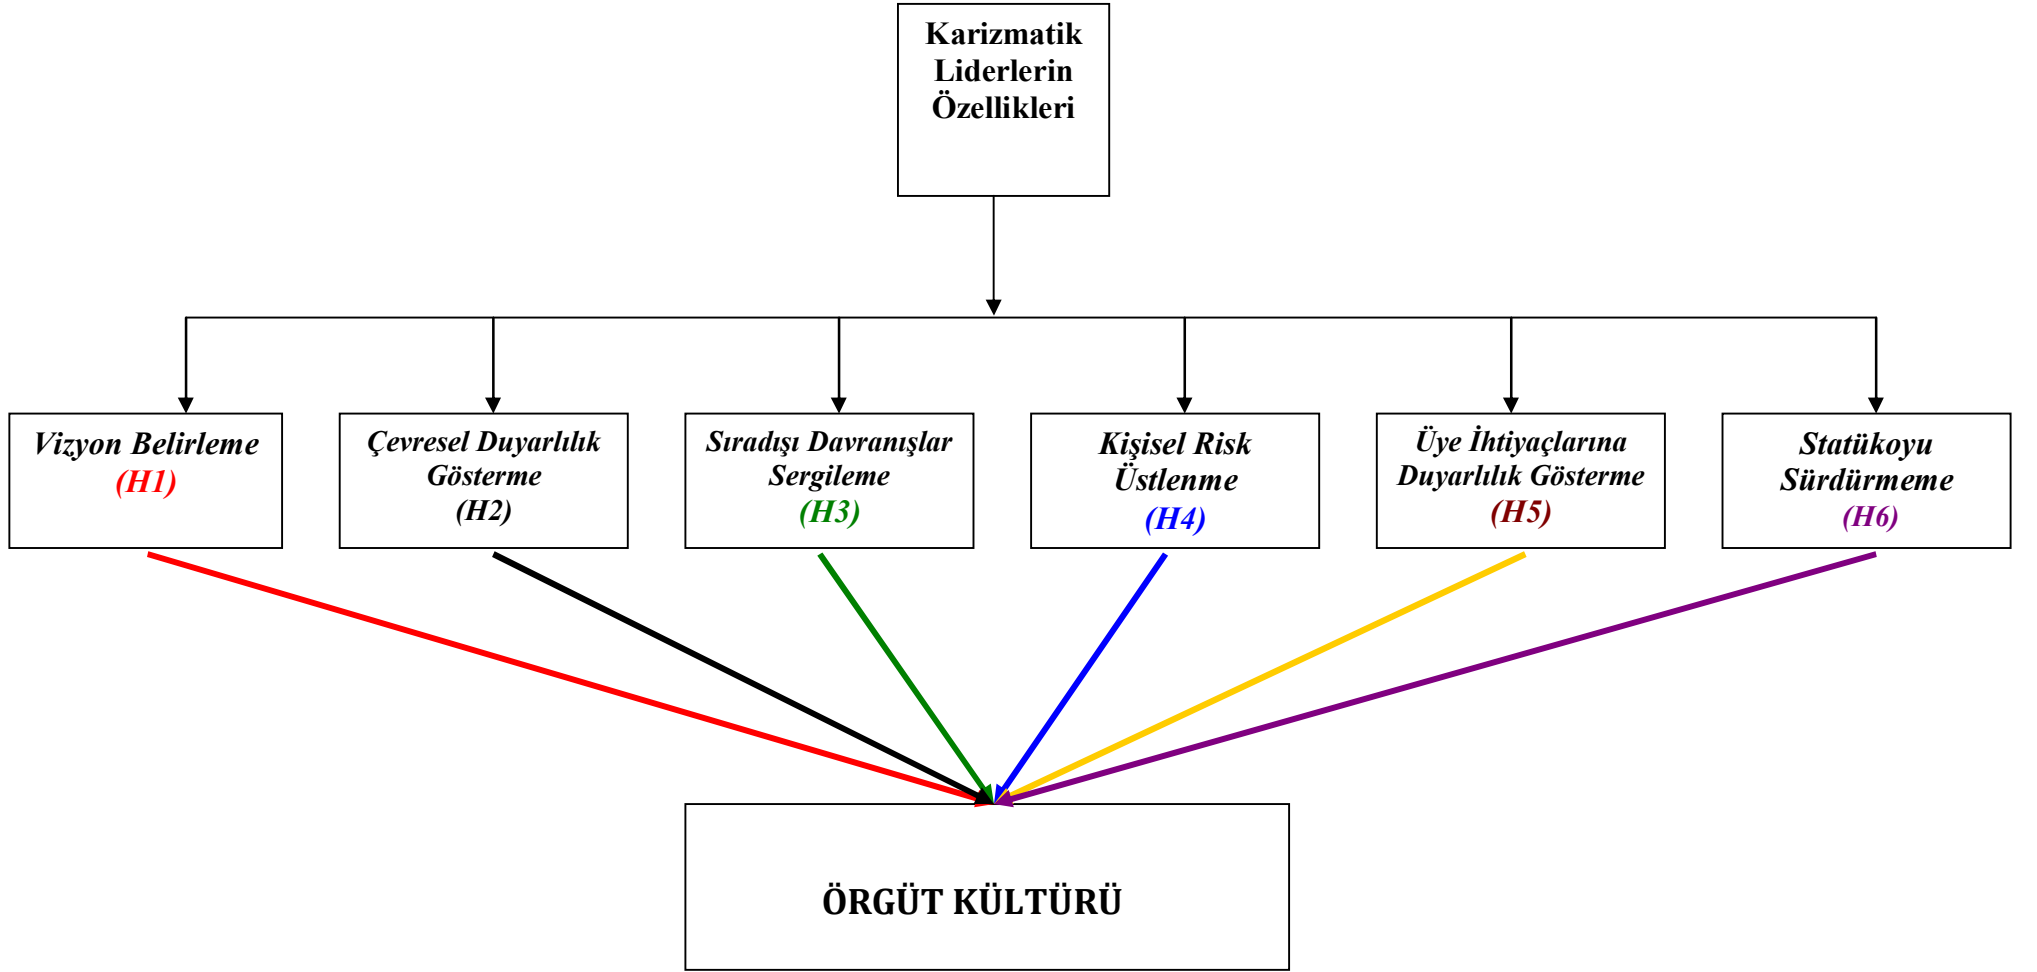 Karizmatik
Liderlerin
Özellikleri
Vizyon Belirleme
(H1)
Çevresel Duyarlılık
Gösterme
(H2)
Sıradışı Davranışlar
Sergileme
(H3)
Kişisel Risk
Üstlenme
(H4)
Üye İhtiyaçlarına
Duyarlılık Gösterme
(H5)
Statükoyu
Sürdürmeme
(H6)
ÖRGÜT KÜLTÜRÜ